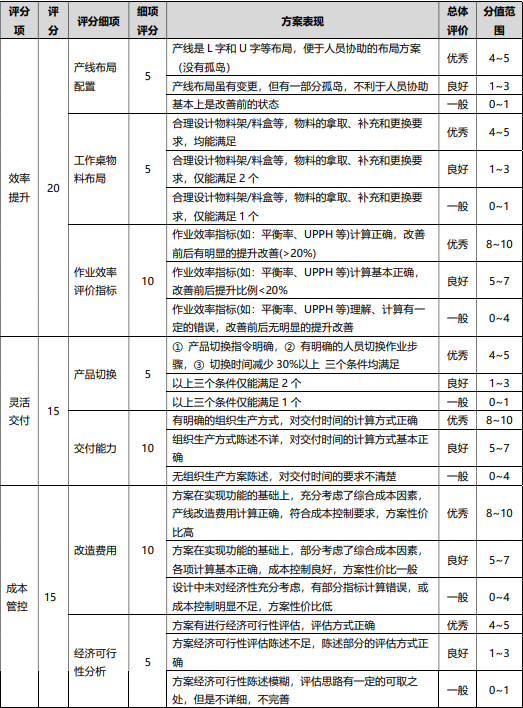 评分项 评分 评分细项 细项评分 方案表现 总体评价 分值范围
效率提升 20 产线布局配置 5 产线是 L 字和 U 字等布局，便于人员协助的布局方案
（没有孤岛） 优秀 4~5
产线布局虽有变更，但有一部分孤岛，不利于人员协助 良好 1~3
基本上是改善前的状态 一般 0~1
工作桌物料布局 5 合理设计物料架/料盒等，物料的拿取、补充和更换要
求，均能满足 优秀 4~5
合理设计物料架/料盒等，物料的拿取、补充和更换要
求，仅能满足 2 个 良好 1~3
合理设计物料架/料盒等，物料的拿取、补充和更换要
求，仅能满足 1 个 一般 0~1
作业效率评价指标 10 作业效率指标(如：平衡率、UPPH 等)计算正确，改善
前后有明显的提升改善(>20%) 优秀 8~10
作业效率指标(如：平衡率、UPPH 等)计算基本正确，
改善前后提升比例<20% 良好 5~7
作业效率指标(如：平衡率、UPPH 等)理解、计算有一
定的错误，改善前后无明显的提升改善 一般 0~4
灵活交付 15 产品切换 5 ① 产品切换指令明确，② 有明确的人员切换作业步
骤，③ 切换时间减少 30%以上 三个条件均满足 优秀 4~5
以上三个条件仅能满足 2 个 良好 1~3
以上三个条件仅能满足 1 个 一般 0~1
交付能力 10 有明确的组织生产方式，对交付时间的计算方式正确 优秀 8~10
组织生产方式陈述不详，对交付时间的计算方式基本正
确 良好 5~7
无组织生产方案陈述，对交付时间的要求不清楚 一般 0~4
成本管控 15 改造费用 10 方案在实现功能的基础上，充分考虑了综合成本因素，
产线改造费用计算正确，符合成本控制要求，方案性价
比高 优秀 8~10
方案在实现功能的基础上，部分考虑了综合成本因素，
各项计算基本正确，成本控制良好，方案性价比一般 良好 5~7
设计中未对经济性充分考虑，有部分指标计算错误，或
成本控制明显不足，方案性价比低 一般 0~4
经济可行性分析 5 方案有进行经济可行性评估，评估方式正确 优秀 4~5
方案经济可行性评估陈述不足，陈述部分的评估方式正
确 良好 1~3
方案经济可行性陈述模糊，评估思路有一定的可取之
处，但是不详细，不完善 一般 0~1